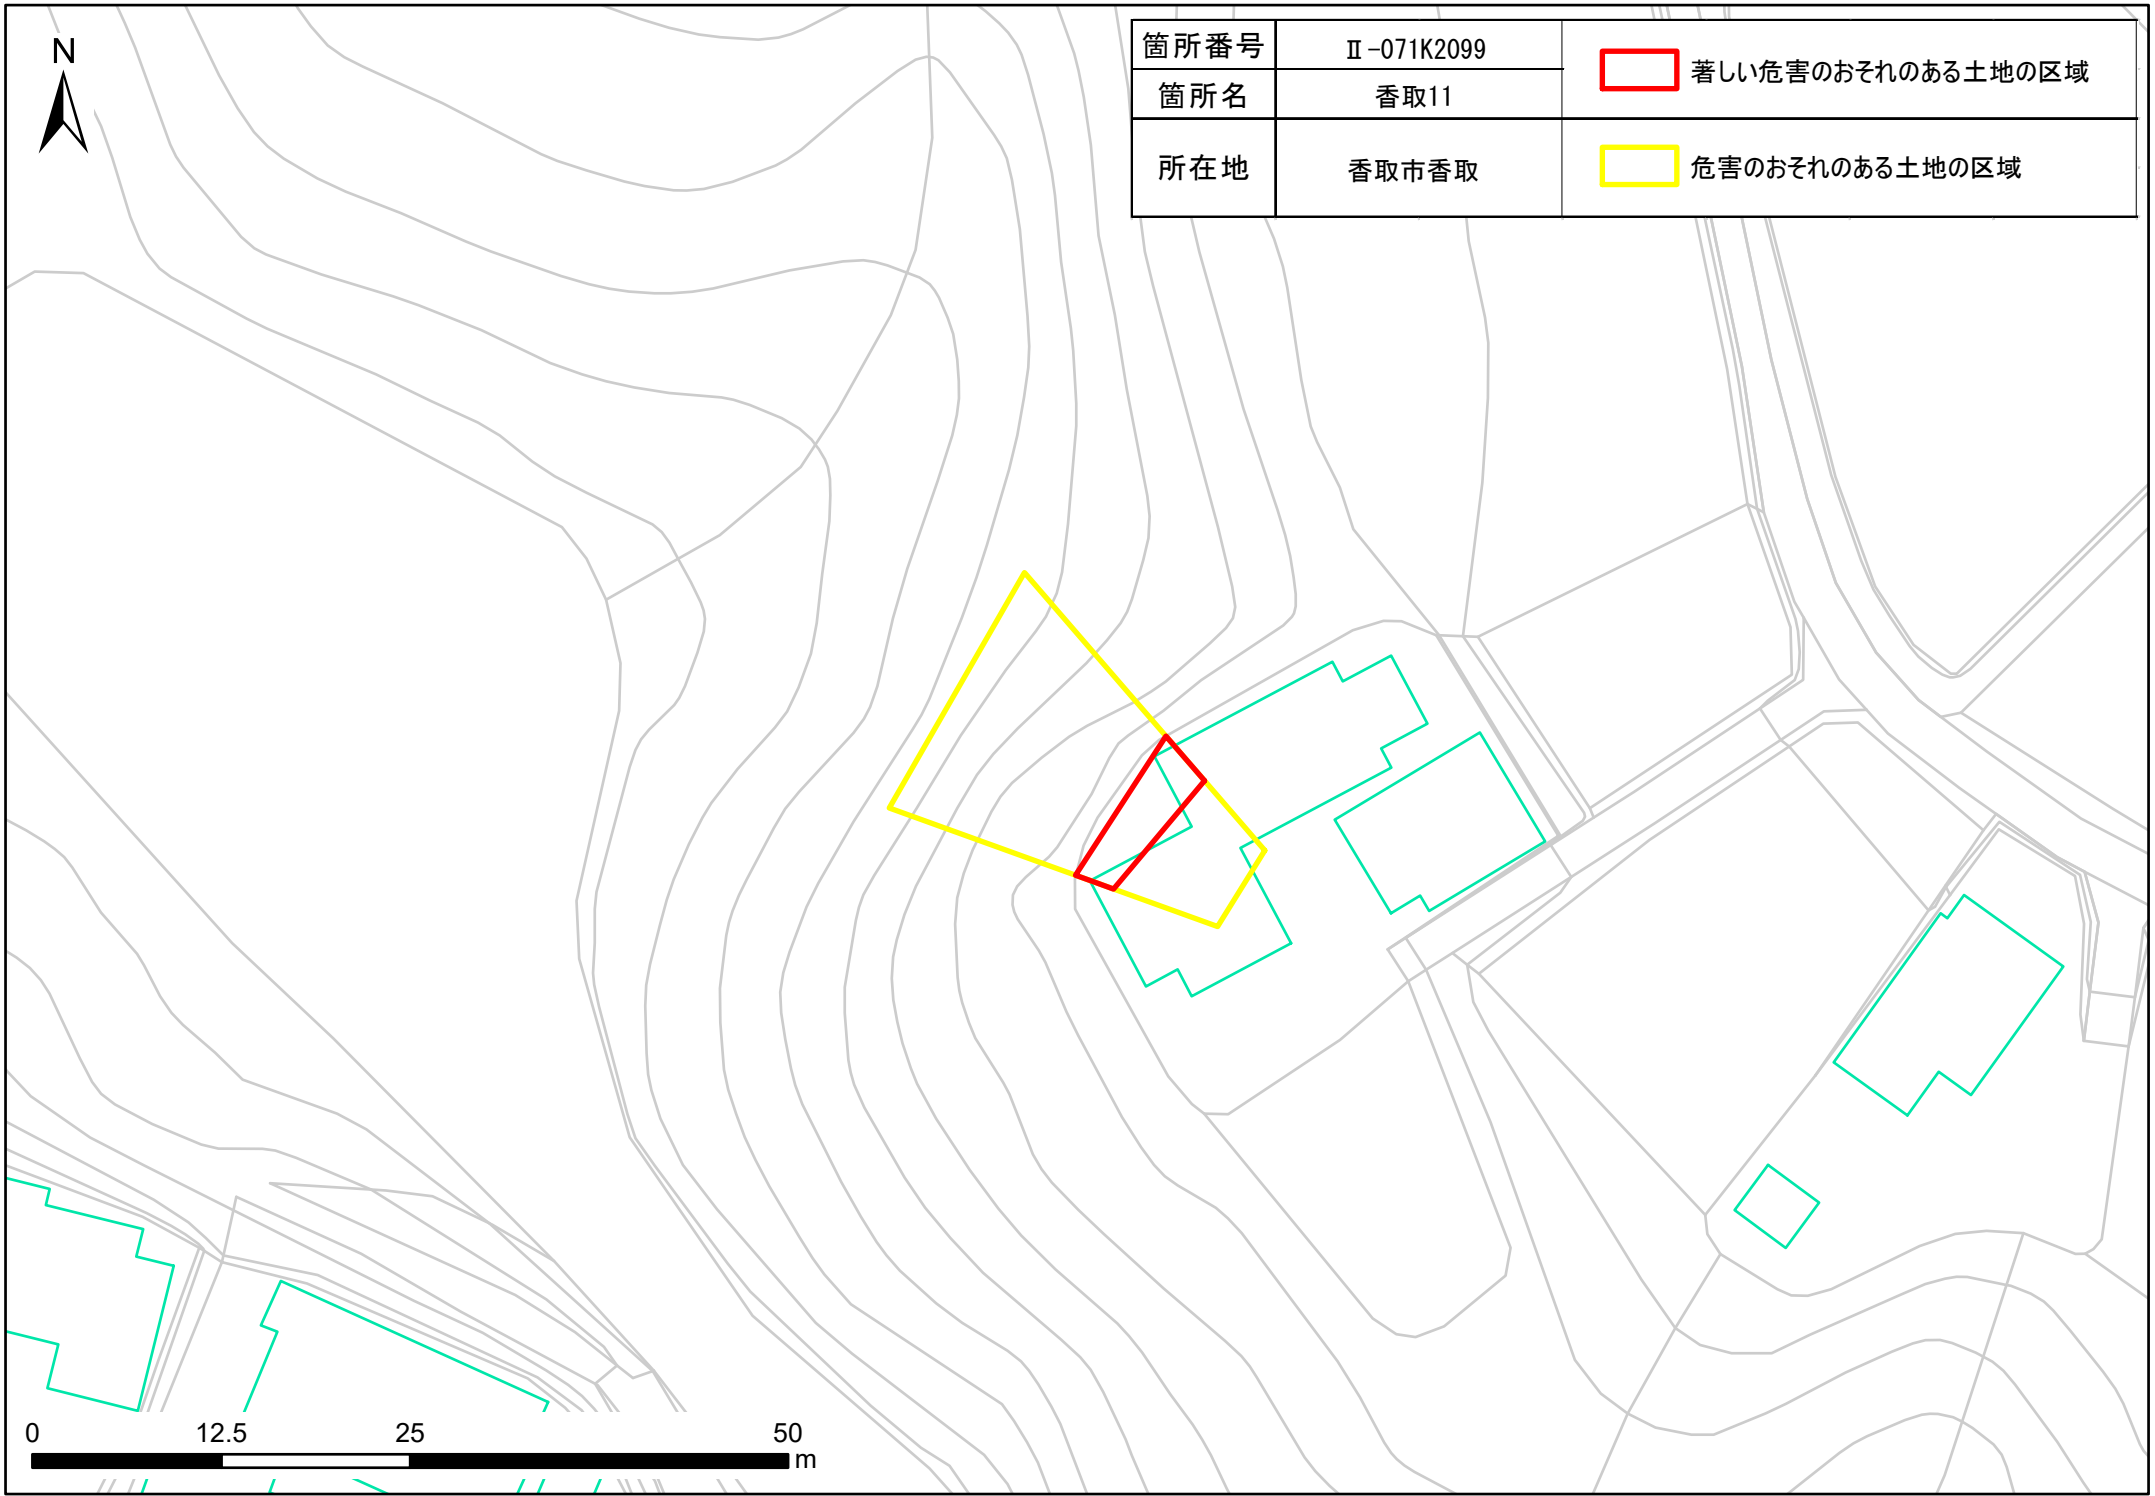 N
箇所番号 Ⅱ-071K2099
箇所名 香取11
所在地 香取市香取
著しい危害のおそれのある土地の区域
危害のおそれのある土地の区域
0 12.5 25 50
m